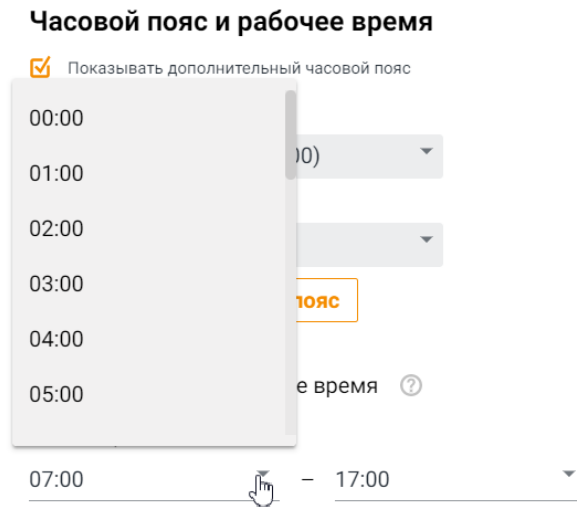 Часовой пояс и рабочее время
Показывать дополнительный часовой пояс
00:00
01:00
02:00
03:00
04:00
05:00
00)
пояс
е время ?
07:00 – 17:00